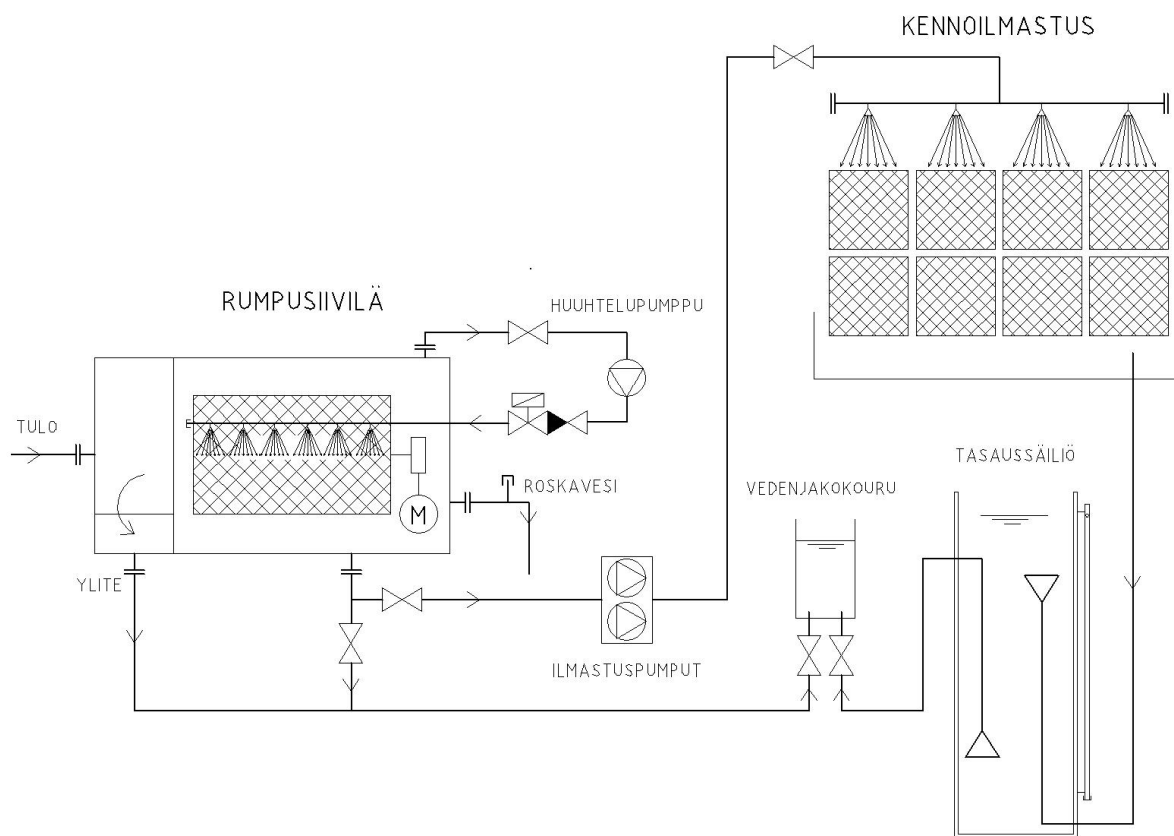 KENNOILMASTUS
RUMPUSIIVILÄ
HUUHTELUPUMPPU
TULO
TASAUSSÄILIÖ
ROSKAVESI
VEDENJAKOKOURU
M
YLITE
ILMASTUSPUMPUT